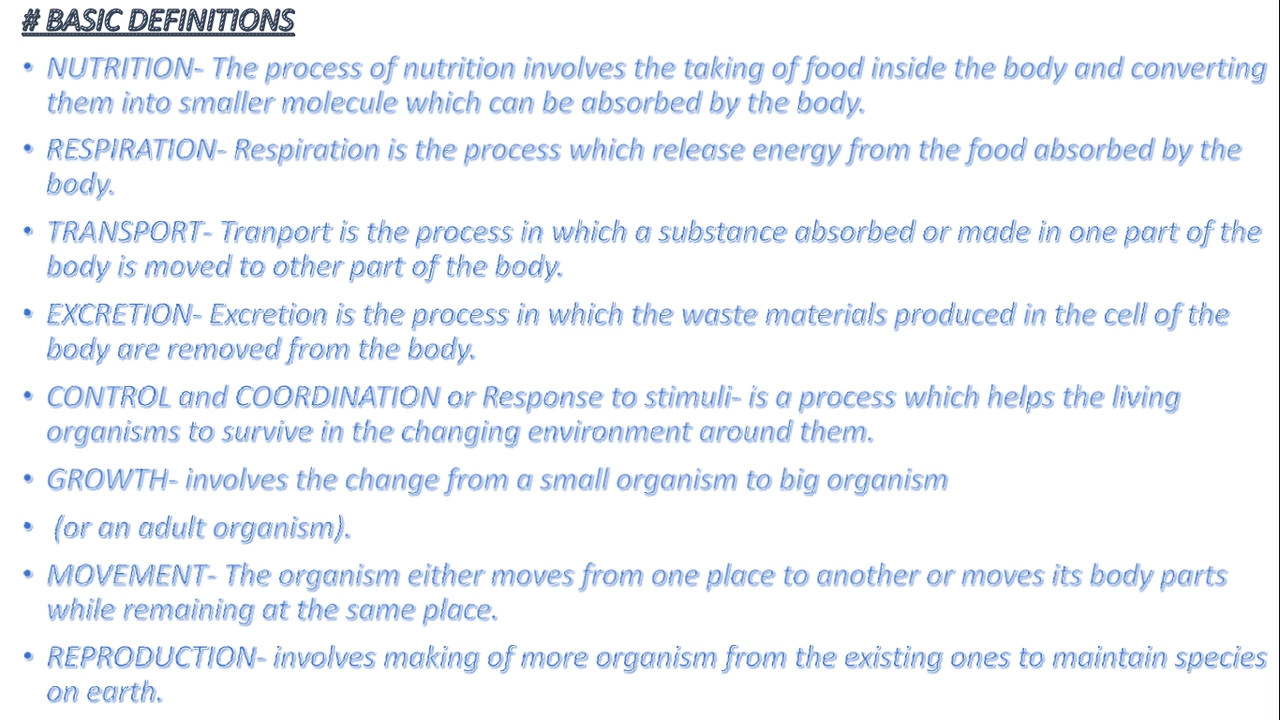 # BASIC DEFINITIONS
• NUTRITION- The process of nutrition involves the taking of food inside the body and converting
them into smaller molecule which can be absorbed by the body.
• RESPIRATION- Respiration is the process which release energy from the food absorbed by the
body.
• TRANSPORT- Tranport is the process in which a substance absorbed or made in one part of the
body is moved to other part of the body.
• EXCRETION- Excretion is the process in which the waste materials produced in the cell of the
body are removed from the body.
• CONTROL and COORDINATION or Response to stimuli- is a process which helps the living
organisms to survive in the changing environment around them.
• GROWTH- involves the change from a small organism to big organism
• (or an adult organism).
• MOVEMENT- The organism either moves from one place to another or moves its body parts
while remaining at the same place.
• REPRODUCTION- involves making of more organism from the existing ones to maintain species
on earth.